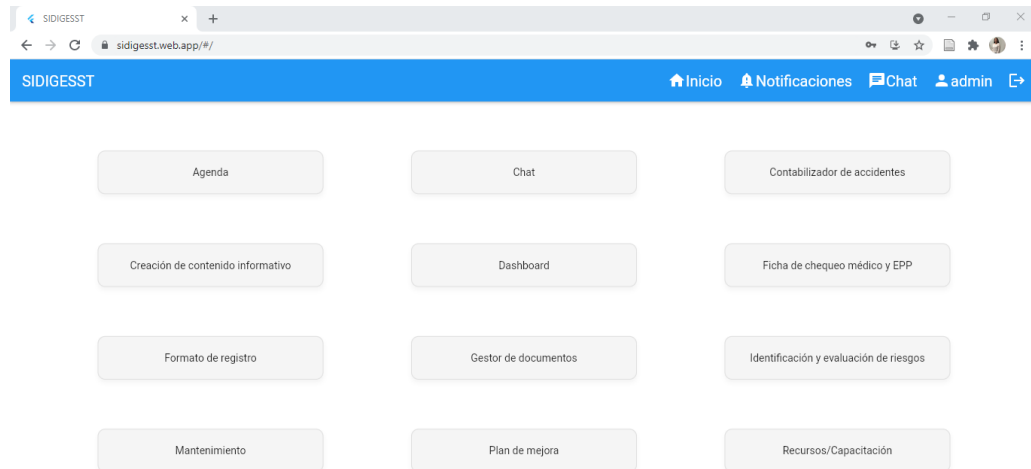 SIDIGESST
sidigesst.web.app/#/
SIDIGESST Inicio Notificaciones Chat admin
Agenda Chat Contabilizador de accidentes
Creación de contenido informativo Dashboard Ficha de chequeo médico y EPP
Formato de registro Gestor de documentos Identificación y evaluación de riesgos
Mantenimiento Plan de mejora Recursos/Capacitación